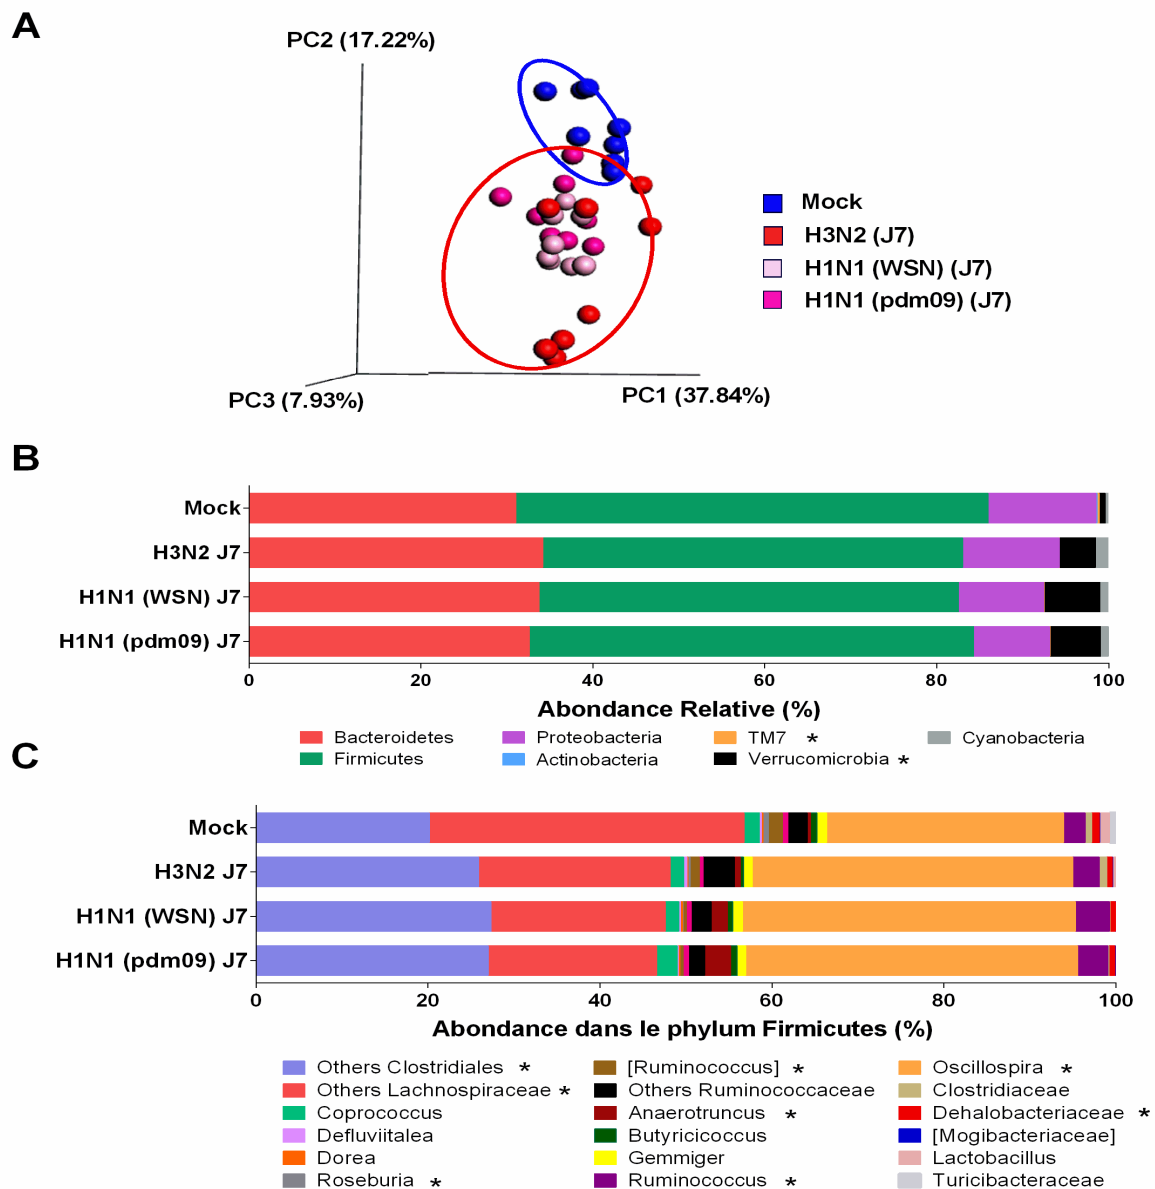 A
PC2 (17.22%)
Mock
H3N2 (J7)
H1N1 (WSN) (J7)
H1N1 (pdm09) (J7)
PC3 (7.93%)
PC1 (37.84%)
B
Mock
H3N2 J7
H1N1 (WSN) J7
H1N1 (pdm09) J7
0 20 40 60 80 100
Abondance Relative (%)
Bacteroidetes Proteobacteria TM7 * Cyanobacteria
Firmicutes Actinobacteria Verrucomicrobia *
C
Mock
H3N2 J7
H1N1 (WSN) J7
H1N1 (pdm09) J7
0 20 40 60 80 100
Abondance dans le phylum Firmicutes (%)
Others Clostridiales * [Ruminococcus] * Oscillospira *
Others Lachnospiraceae * Others Ruminococcaceae Clostridiaceae
Coprococcus Anaerotruncus * Dehalobacteriaceae *
Defluviitalea Butyricicoccus [Mogibacteriaceae]
Dorea Gemmiger Lactobacillus
Roseburia * Ruminococcus * Turicibacteraceae